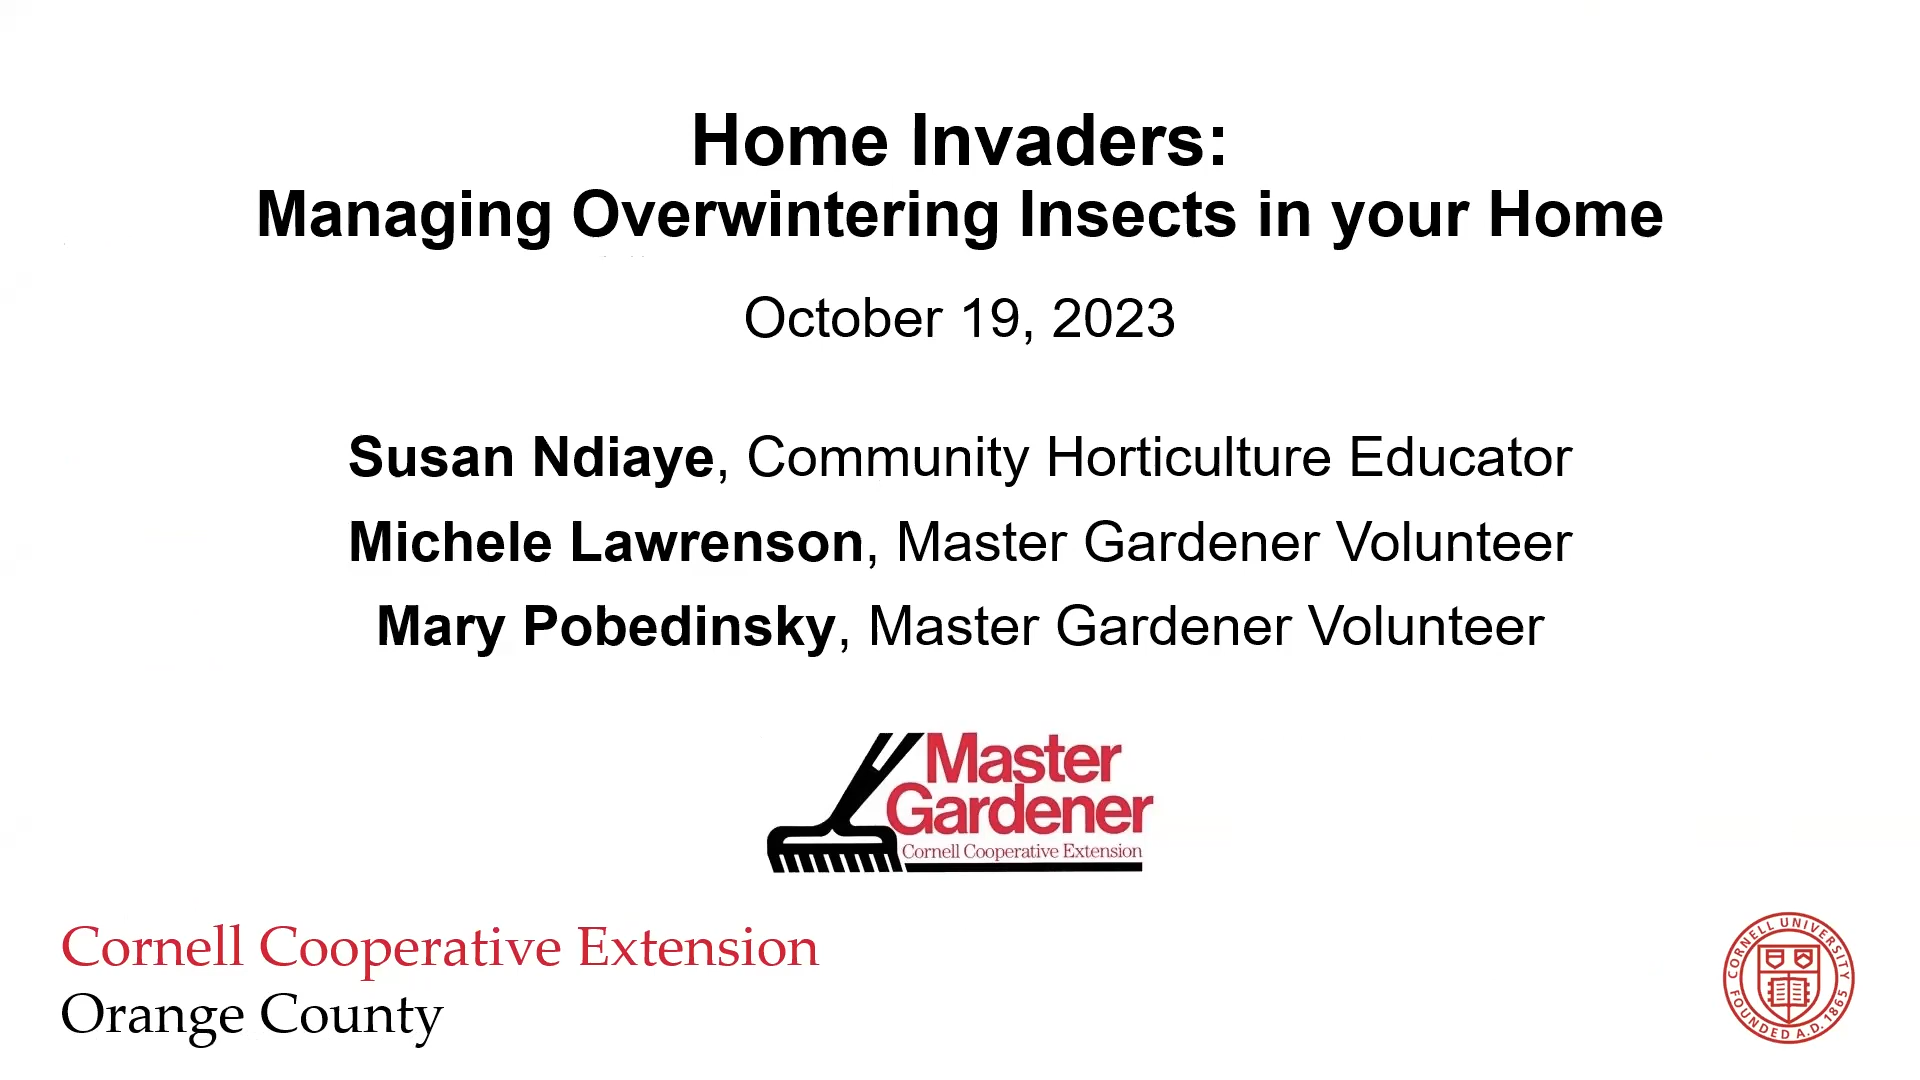 Home Invaders:
Managing Overwintering Insects in your Home
October 19, 2023
Susan Ndiaye, Community Horticulture Educator
Michele Lawrenson, Master Gardener Volunteer
Mary Pobedinsky, Master Gardener Volunteer
Master
Gardener
Cornell Cooperative Extension
Cornell Cooperative Extension
Orange County
CORNELL UNIVERSITY
FOUNDED A.D. 1865